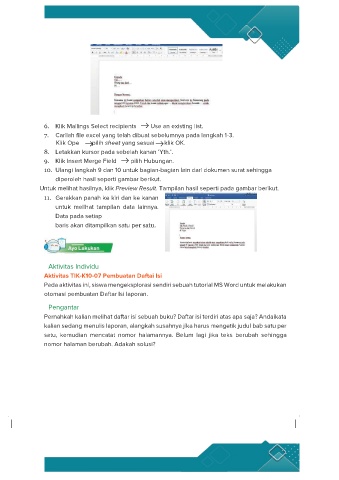 6. Klik Mailings Select recipients → Use an existing list.
7. Carilah file excel yang telah dibuat sebelumnya pada langkah 1-3.
Klik Ope → pilih sheet yang sesuai → klik OK.
8. Letakkan kursor pada sebelah kanan "Yth.".
9. Klik Insert Merge Field → pilih Hubungan.
10. Ulangi langkah 9 dan 10 untuk bagian-bagian lain dari dokumen surat sehingga
diperoleh hasil seperti gambar berikut.
Untuk melihat hasilnya, klik Preview Result. Tampilan hasil seperti pada gambar berikut.
11. Gerakkan panah ke kiri dan ke kanan
untuk melihat tampilan data lainnya.
Data pada setiap
baris akan ditampilkan satu per satu.
Ayo Lakukan
Aktivitas Individu
Aktivitas TIK-K10-07 Pembuatan Daftar Isi
Pada aktivitas ini, siswa mengeksplorasi sendiri sebuah tutorial MS Word untuk melakukan
otomasi pembuatan Daftar Isi laporan.
Pengantar
Pernahkah kalian melihat daftar isi sebuah buku? Daftar isi terdiri atas apa saja? Andaikata
kalian sedang menulis laporan, alangkah susahnya jika harus mengetik judul bab satu per
satu, kemudian mencatat nomor halamannya. Belum lagi jika teks berubah sehingga
nomor halaman berubah. Adakah solusi?